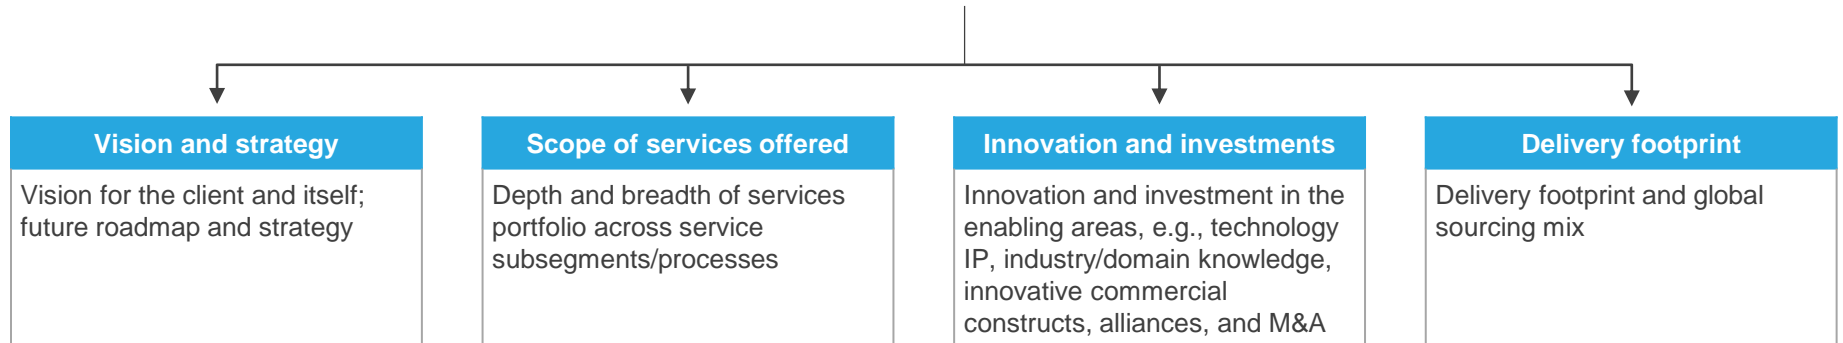 Vision and strategy
Vision for the client and itself;
future roadmap and strategy
Scope of services offered
Depth and breadth of services
portfolio across service
subsegments/processes
Innovation and investments
Innovation and investment in the
enabling areas, e.g., technology
IP, industry/domain knowledge,
innovative commercial
constructs, alliances, and M&A
Delivery footprint
Delivery footprint and global
sourcing mix